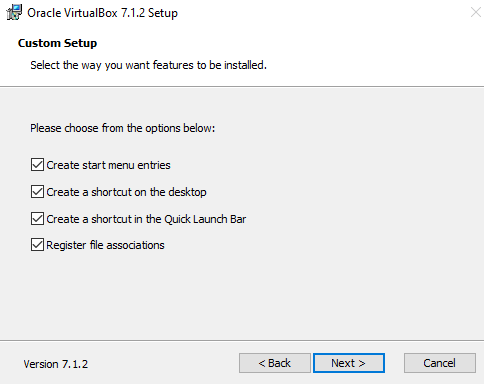 Oracle VirtualBox 7.1.2 Setup
Custom Setup
Select the way you want features to be installed.
Please choose from the options below:
Create start menu entries
Create a shortcut on the desktop
Create a shortcut in the Quick Launch Bar
Register file associations
Version 7.1.2
< Back
Next >
Cancel